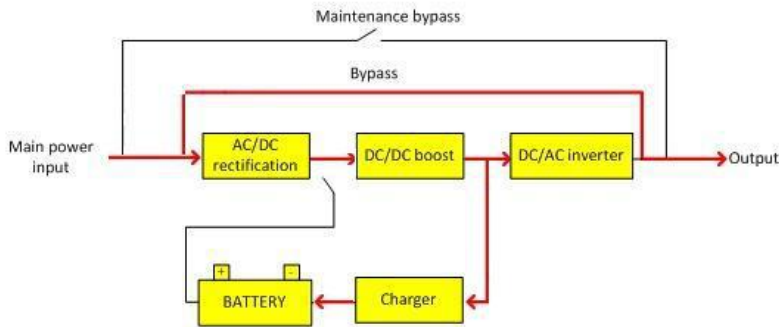 Maintenance bypass
Bypass
Main power
input
AC/DC
rectification
DC/DC boost
DC/AC inverter
Output
+
-
BATTERY
Charger